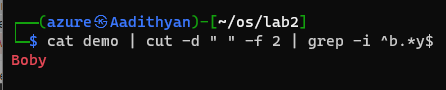 ┌──(azure㉿Aadithyan)-[~/os/lab2]
└─$ cat demo | cut -d " " -f 2 | grep -i ^b.*y$
Boby